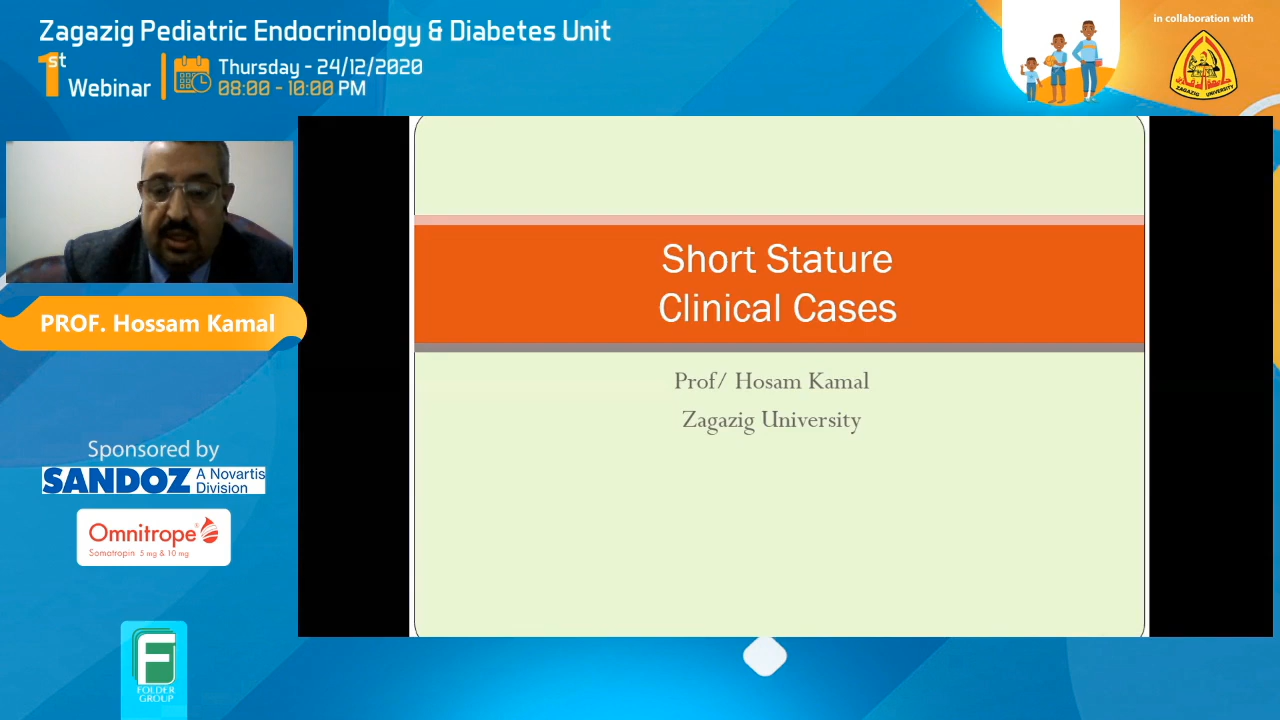 Zagazig Pediatric Endocrinology & Diabetes Unit
1st Webinar
Thursday - 24/12/2020
08:00 - 10:00 PM
in collaboration with
ZAGAZIG UNIVERSITY
Short Stature
Clinical Cases
Prof/ Hosam Kamal
Zagazig University
PROF. Hossam Kamal
Sponsored by
SANDOZ A Novartis
Division
Omnitrope®
Somatropin 5 mg & 10 mg
FOLDER
GROUP